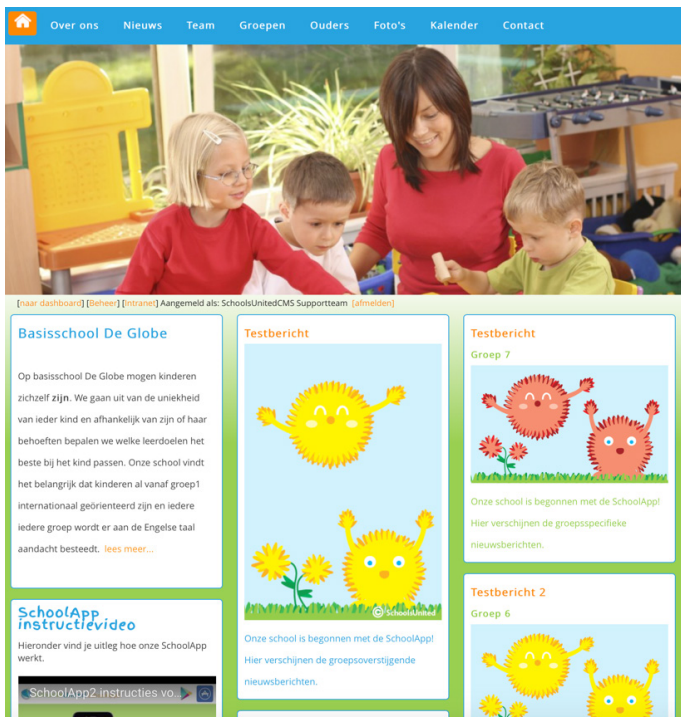 Over ons Nieuws Team Groepen Ouders Foto's Kalender Contact
[naar dashboard] [Beheer] [Intranet] Aangemeld als: SchoolsUnitedCMS Supportteam [afmelden]
Basisschool De Globe
Op basisschool De Globe mogen kinderen
zichzelf zijn. We gaan uit van de uniekheid
van ieder kind en afhankelijk van zijn of haar
behoeften bepalen we welke leerdoelen het
beste bij het kind passen. Onze school vindt
het belangrijk dat kinderen al vanaf groep1
internationaal geörienteerd zijn en iedere
iedere groep wordt er aan de Engelse taal
aandacht besteedt. lees meer...
SchoolApp
instructievideo
Hieronder vind je uitleg hoe onze SchoolApp
werkt.
SchoolApp2 instructies vo...
Testbericht
© SchoolsUnited
Onze school is begonnen met de SchoolApp!
Hier verschijnen de groepsoverstijgende
nieuwsberichten.
Testbericht
Groep 7
Onze school is begonnen met de SchoolApp!
Hier verschijnen de groepsspecifieke
nieuwsberichten.
Testbericht 2
Groep 6